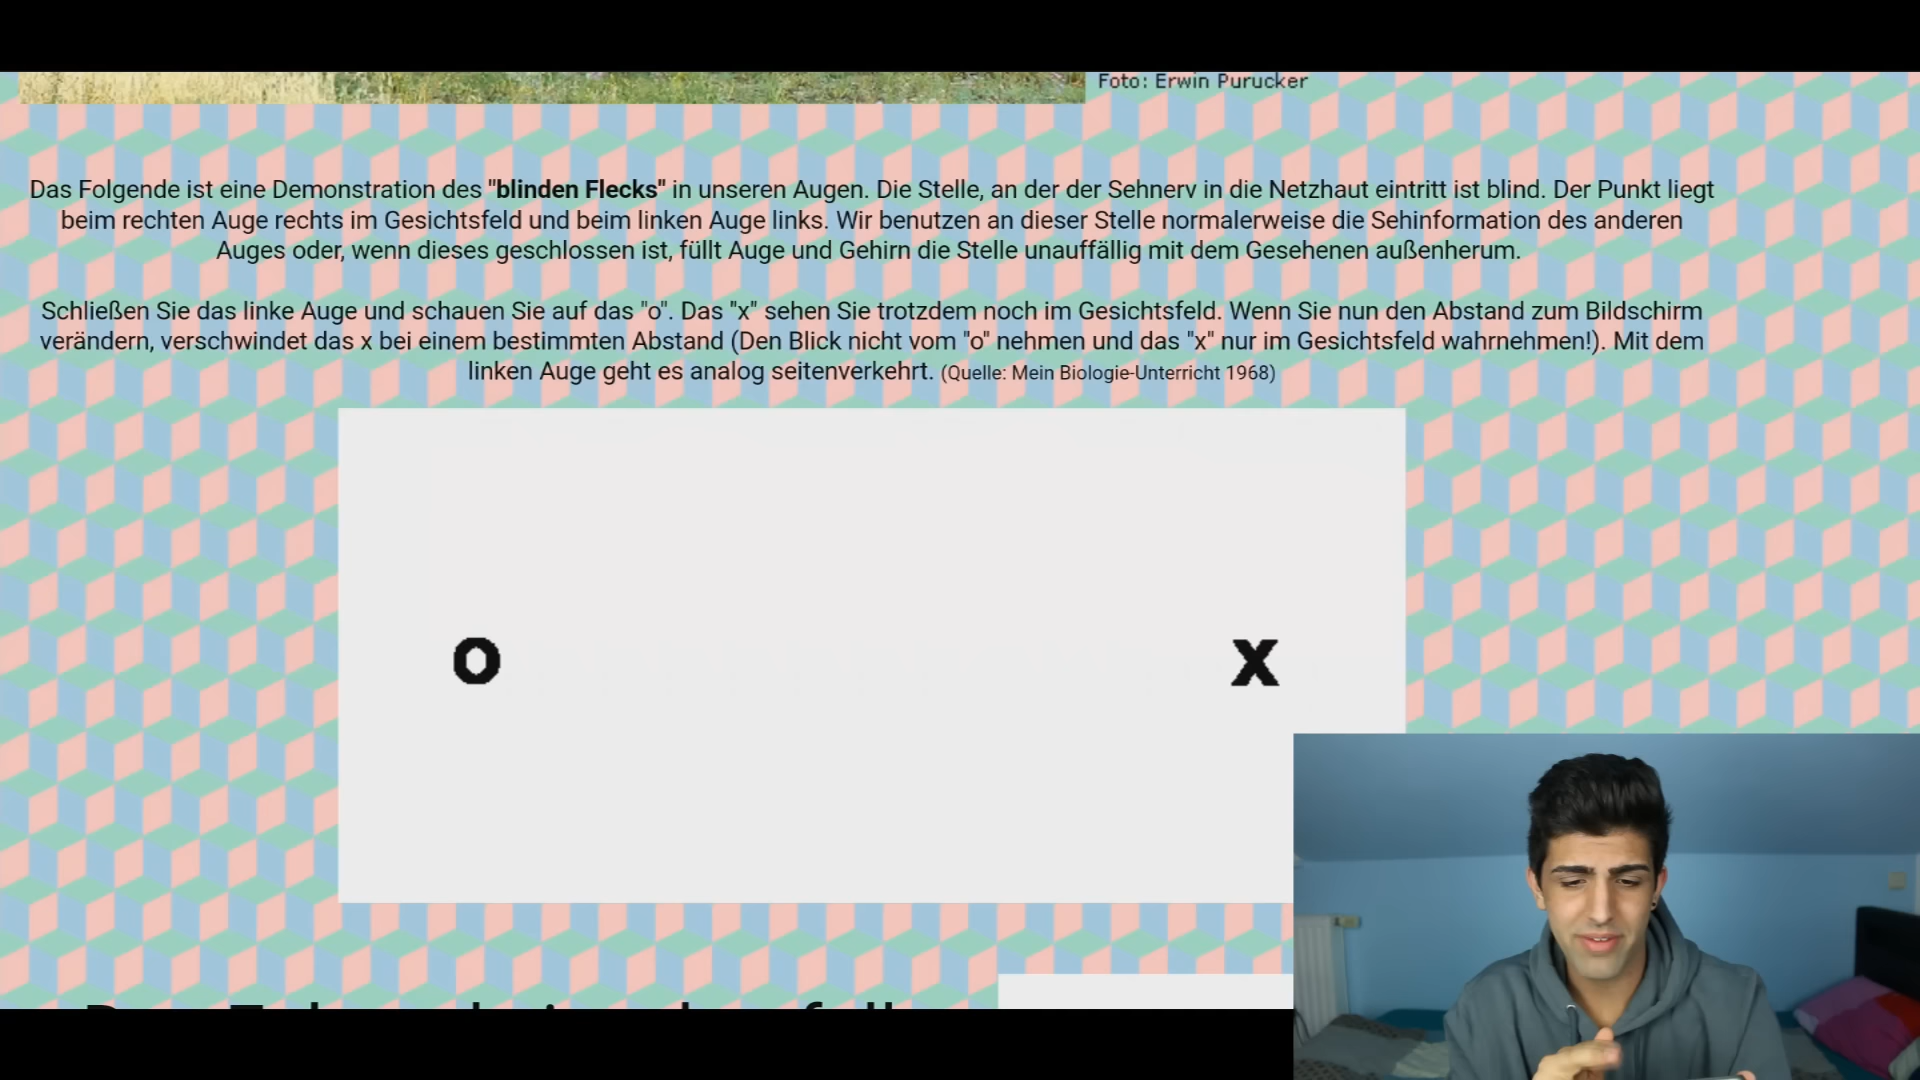 Foto: Erwin Purucker
Das Folgende ist eine Demonstration des "blinden Flecks" in unseren Augen. Die Stelle, an der der Sehnerv in die Netzhaut eintritt ist blind. Der Punkt liegt
beim rechten Auge rechts im Gesichtsfeld und beim linken Auge links. Wir benutzen an dieser Stelle normalerweise die Sehinformation des anderen
Auges oder, wenn dieses geschlossen ist, füllt Auge und Gehirn die Stelle unauffällig mit dem Gesehenen außenherum.
Schließen Sie das linke Auge und schauen Sie auf das "o". Das "x" sehen Sie trotzdem noch im Gesichtsfeld. Wenn Sie nun den Abstand zum Bildschirm
verändern, verschwindet das x bei einem bestimmten Abstand (Den Blick nicht vom "o" nehmen und das "x" nur im Gesichtsfeld wahrnehmen!). Mit dem
linken Auge geht es analog seitenverkehrt. (Quelle: Mein Biologie-Unterricht 1968)
o x